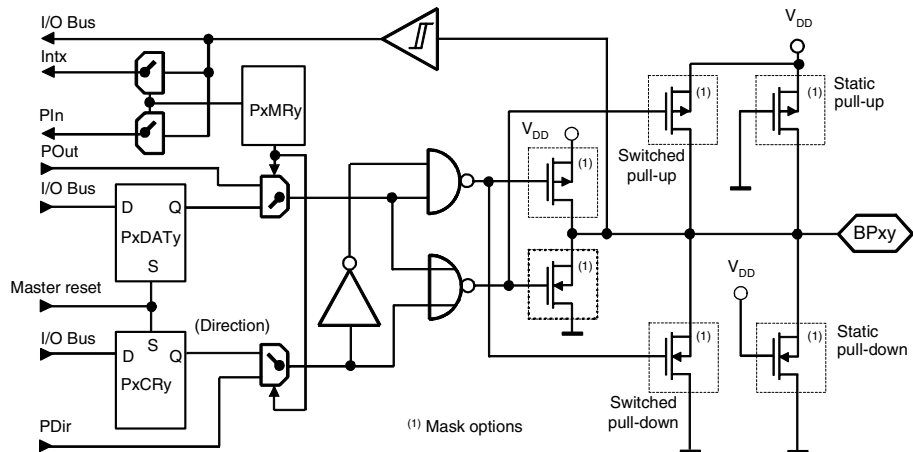 I/O Bus
V_DD
Intx
PxMRy
(1)
(1)
Static
pull-up
PIn
V_DD
(1)
Switched
pull-up
POut
I/O Bus
D
Q
PxDATy
S
BPxy
(1)
V_DD
Master reset
(Direction)
I/O Bus
S
D
Q
PxCRy
(1)
(1)
Static
pull-down
Switched
pull-down
PDir
(1) Mask options